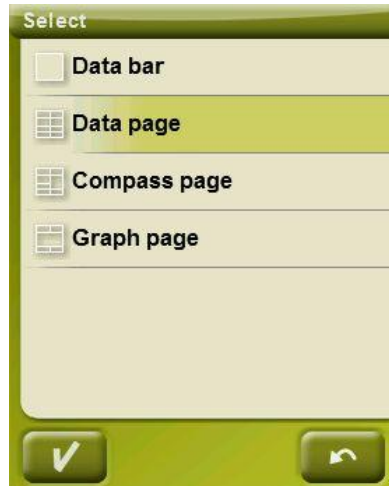 Select
Data bar
Data page
Compass page
Graph page